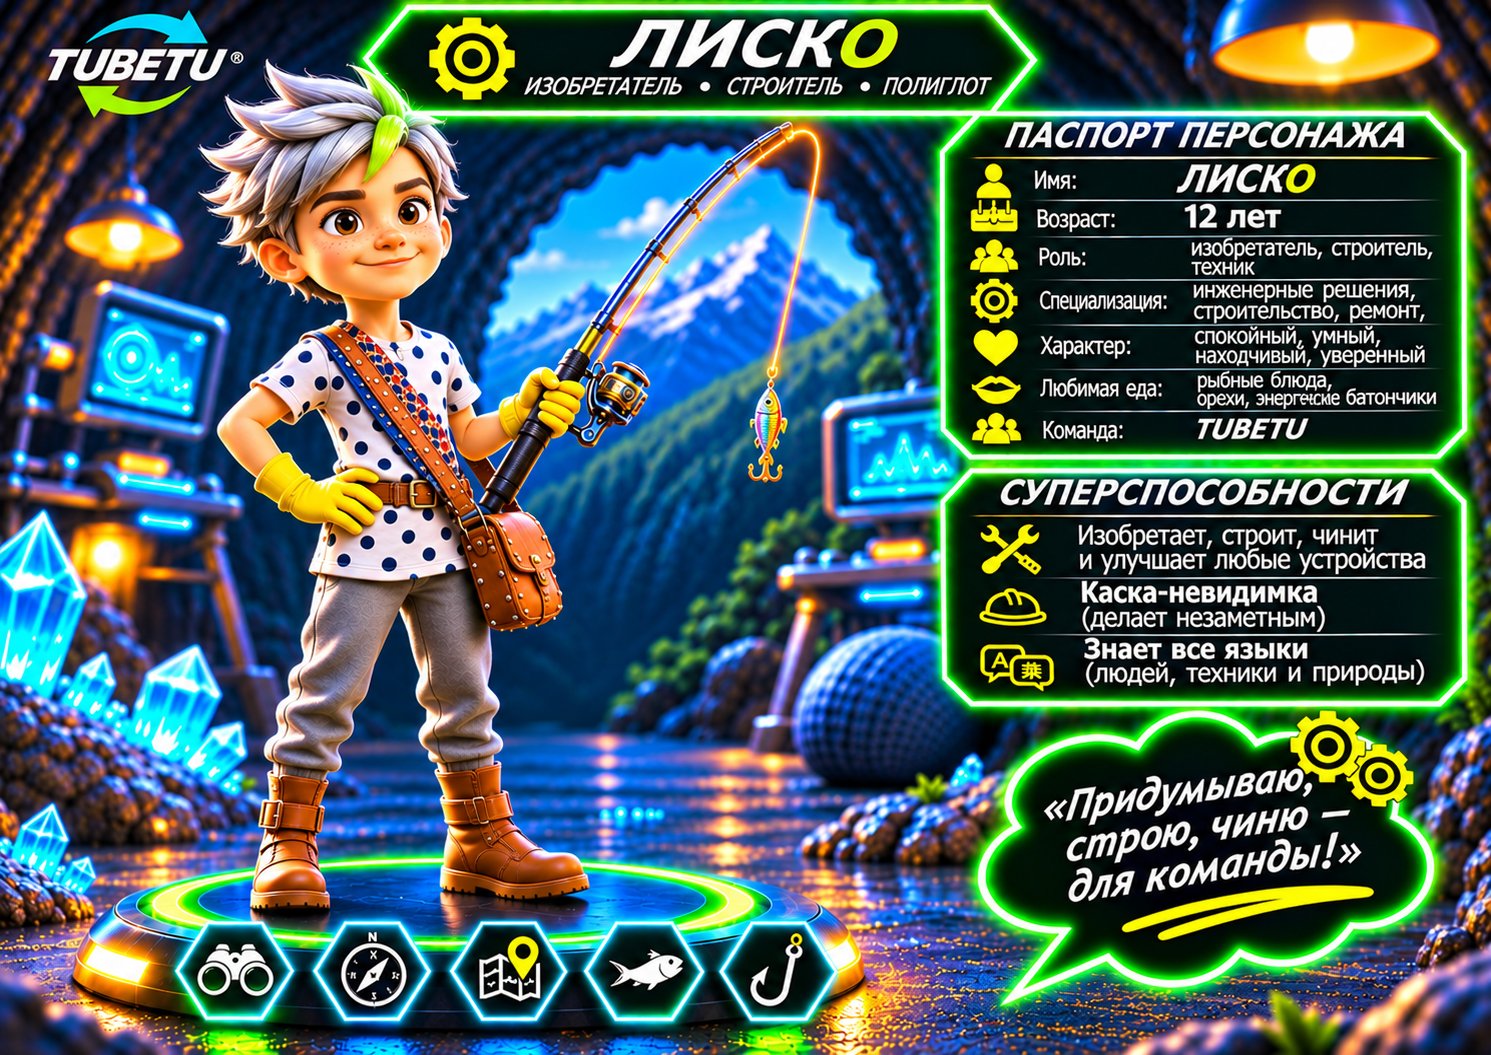 TUBETU®
ЛИСКО
ИЗОБРЕТАТЕЛЬ • СТРОИТЕЛЬ • ПОЛИГЛОТ
ПАСПОРТ ПЕРСОНАЖА
Имя: ЛИСКО
Возраст: 12 лет
Роль: изобретатель, строитель,
техник
Специализация: инженерные решения,
строительство, ремонт,
Характер: спокойный, умный,
находчивый, уверенный
Любимая еда: рыбные блюда,
орехи, батончики
Команда: TUBETU
СУПЕРСПОСОБНОСТИ
Изобретает, строит, чинит
и улучшает любые устройства
Каска-невидимка
(делает незаметным)
A
Знает все языки
(людей, техники и природы)
«Придумываю,
строю, чиню –
для команды!»
N